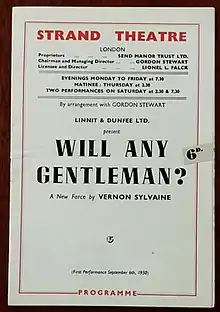 STRAND THEATRE
LONDON
Proprietors ... ... SEND MANOR TRUST LTD.
Chairman and Managing Director ... GORDON STEWART
Licensee and Director ... LIONEL L. FALCK
EVENINGS MONDAY to FRIDAY at 7.30
MATINEE : THURSDAY at 2.30
TWO PERFORMANCES on SATURDAY at 2.30 & 7.30
By arrangement with GORDON STEWART
LINNIT & DUNFEE LTD.
present
WILL ANY
GENTLEMAN?
6D.
A New Farce by VERNON SYLVAINE
(First Performance September 6th, 1950)
PROGRAMME